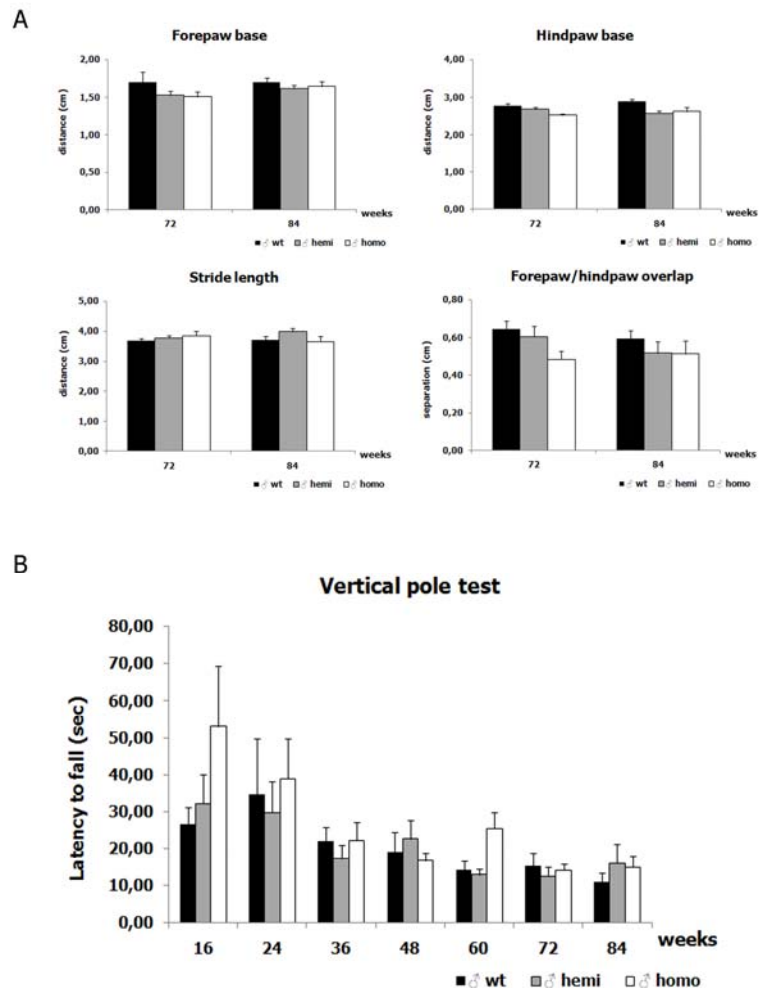 A
Forepaw base
2,00
1,50
1,00
0,50
0,00
distance (cm)
72 84
weeks
♂ wt ♂ hemi ♂ homo
Hindpaw base
4,00
3,00
2,00
1,00
0,00
distance (cm)
72 84
weeks
♂ wt ♂ hemi ♂ homo
Stride length
5,00
4,00
3,00
2,00
1,00
0,00
distance (cm)
72 84
weeks
♂ wt ♂ hemi ♂ homo
Forepaw/hindpaw overlap
0,80
0,60
0,40
0,20
0,00
separation (cm)
72 84
weeks
♂ wt ♂ hemi ♂ homo
B
Vertical pole test
80,00
70,00
60,00
50,00
40,00
30,00
20,00
10,00
0,00
Latency to fall (sec)
16 24 36 48 60 72 84
weeks
♂ wt ♂ hemi ♂ homo